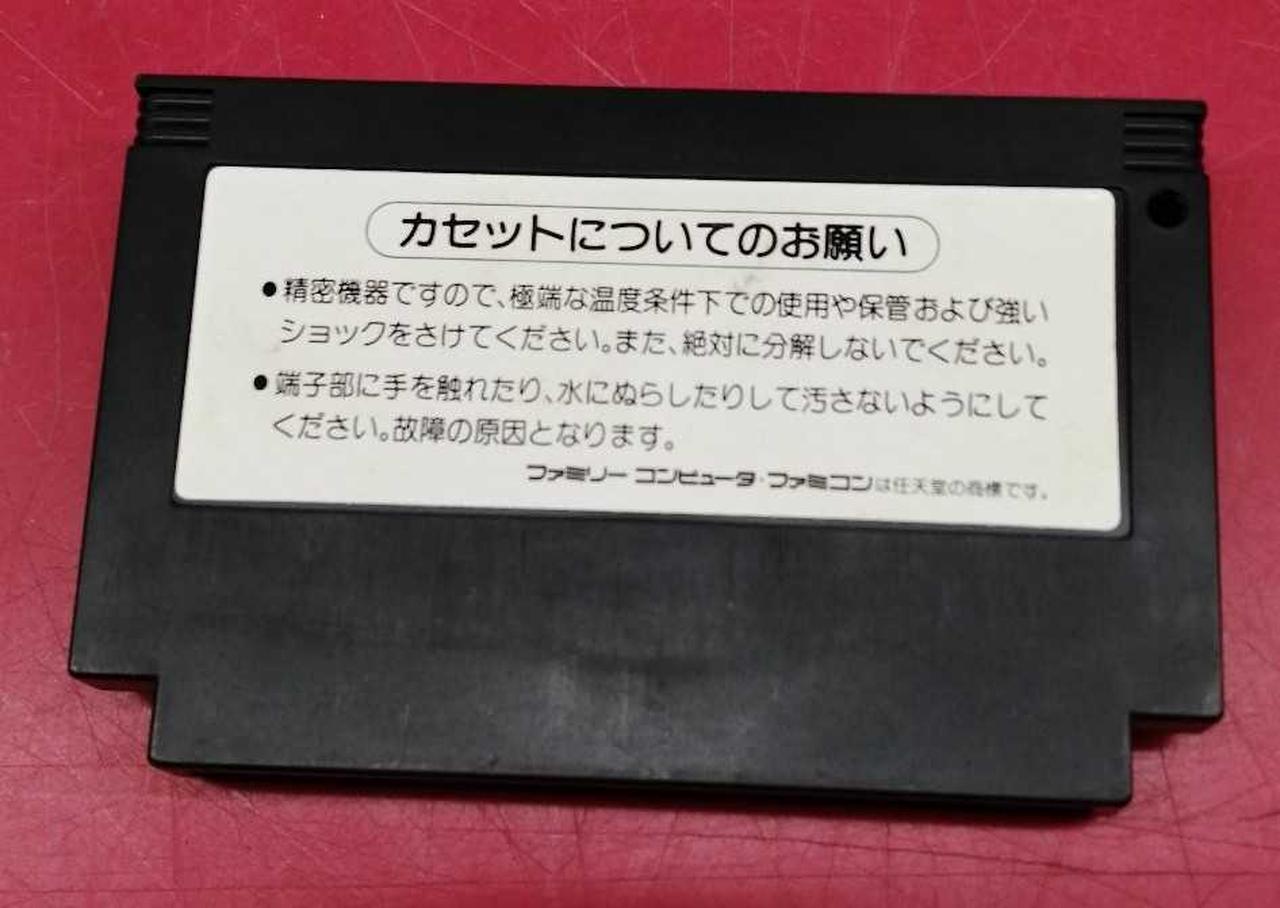 カセットについてのお願い
●精密機器ですので、極端な温度条件下での使用や保管および強い
ショックをさけてください。また、絶対に分解しないでください。
●端子部に手を触れたり、水にぬらしたりして汚さないようにして
ください。故障の原因となります。
ファミリー コンピュータ・ファミコンは任天堂の商標です。